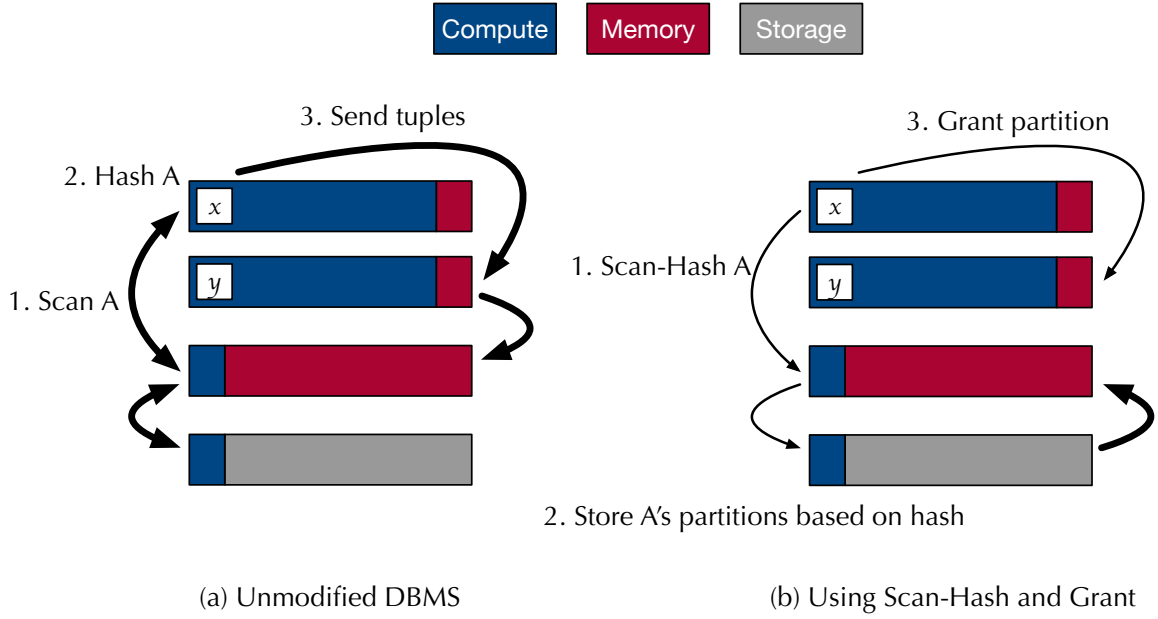 Compute
Memory
Storage
3. Send tuples
2. Hash A
x
y
1. Scan A
(a) Unmodified DBMS
3. Grant partition
x
1. Scan-Hash A
y
2. Store A's partitions based on hash
(b) Using Scan-Hash and Grant